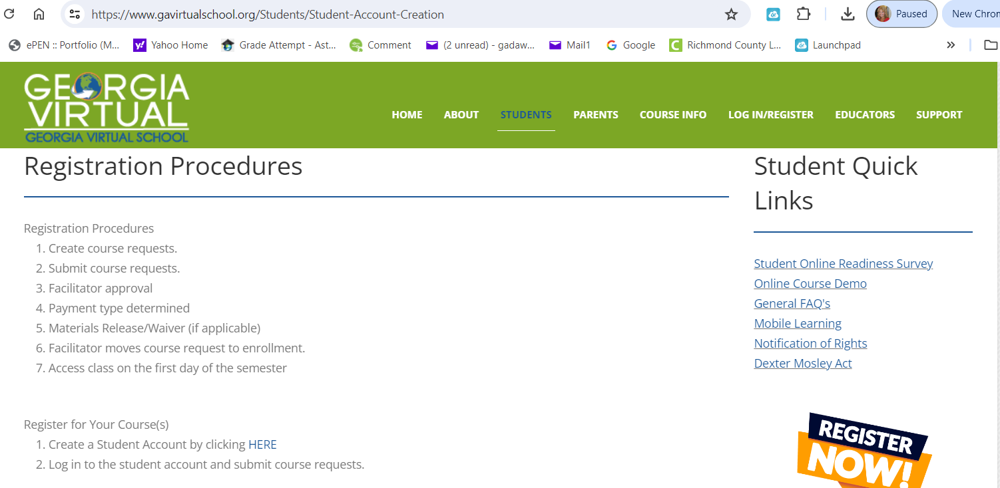 https://www.gavirtualschool.org/Students/Student-Account-Creation
Paused
New Chrom
ePEN :: Portfolio (M...
Yahoo Home
Grade Attempt - Ast...
Comment
(2 unread) - gadaw...
Mail1
Google
Richmond County L...
Launchpad
GEORGIA
VIRTUAL
GEORGIA VIRTUAL SCHOOL
HOME ABOUT STUDENTS PARENTS COURSE INFO LOG IN/REGISTER EDUCATORS SUPPORT
Registration Procedures
Registration Procedures
1. Create course requests.
2. Submit course requests.
3. Facilitator approval
4. Payment type determined
5. Materials Release/Waiver (if applicable)
6. Facilitator moves course request to enrollment.
7. Access class on the first day of the semester
Register for Your Course(s)
1. Create a Student Account by clicking HERE
2. Log in to the student account and submit course requests.
Student Quick
Links
Student Online Readiness Survey
Online Course Demo
General FAQ's
Mobile Learning
Notification of Rights
Dexter Mosley Act
REGISTER
NOW!